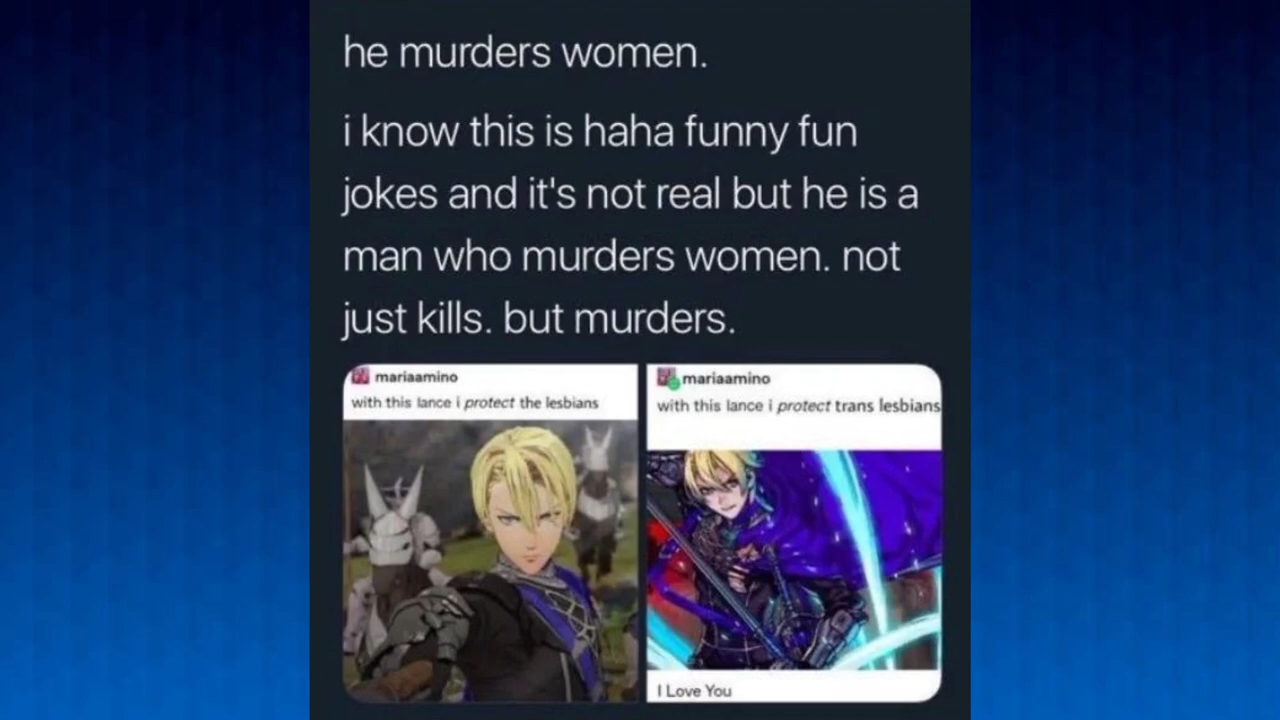 he murders women.
i know this is haha funny fun
jokes and it's not real but he is a
man who murders women. not
just kills. but murders.
mariaamino
with this lance i protect the lesbians
mariaamino
with this lance i protect trans lesbians
I Love You